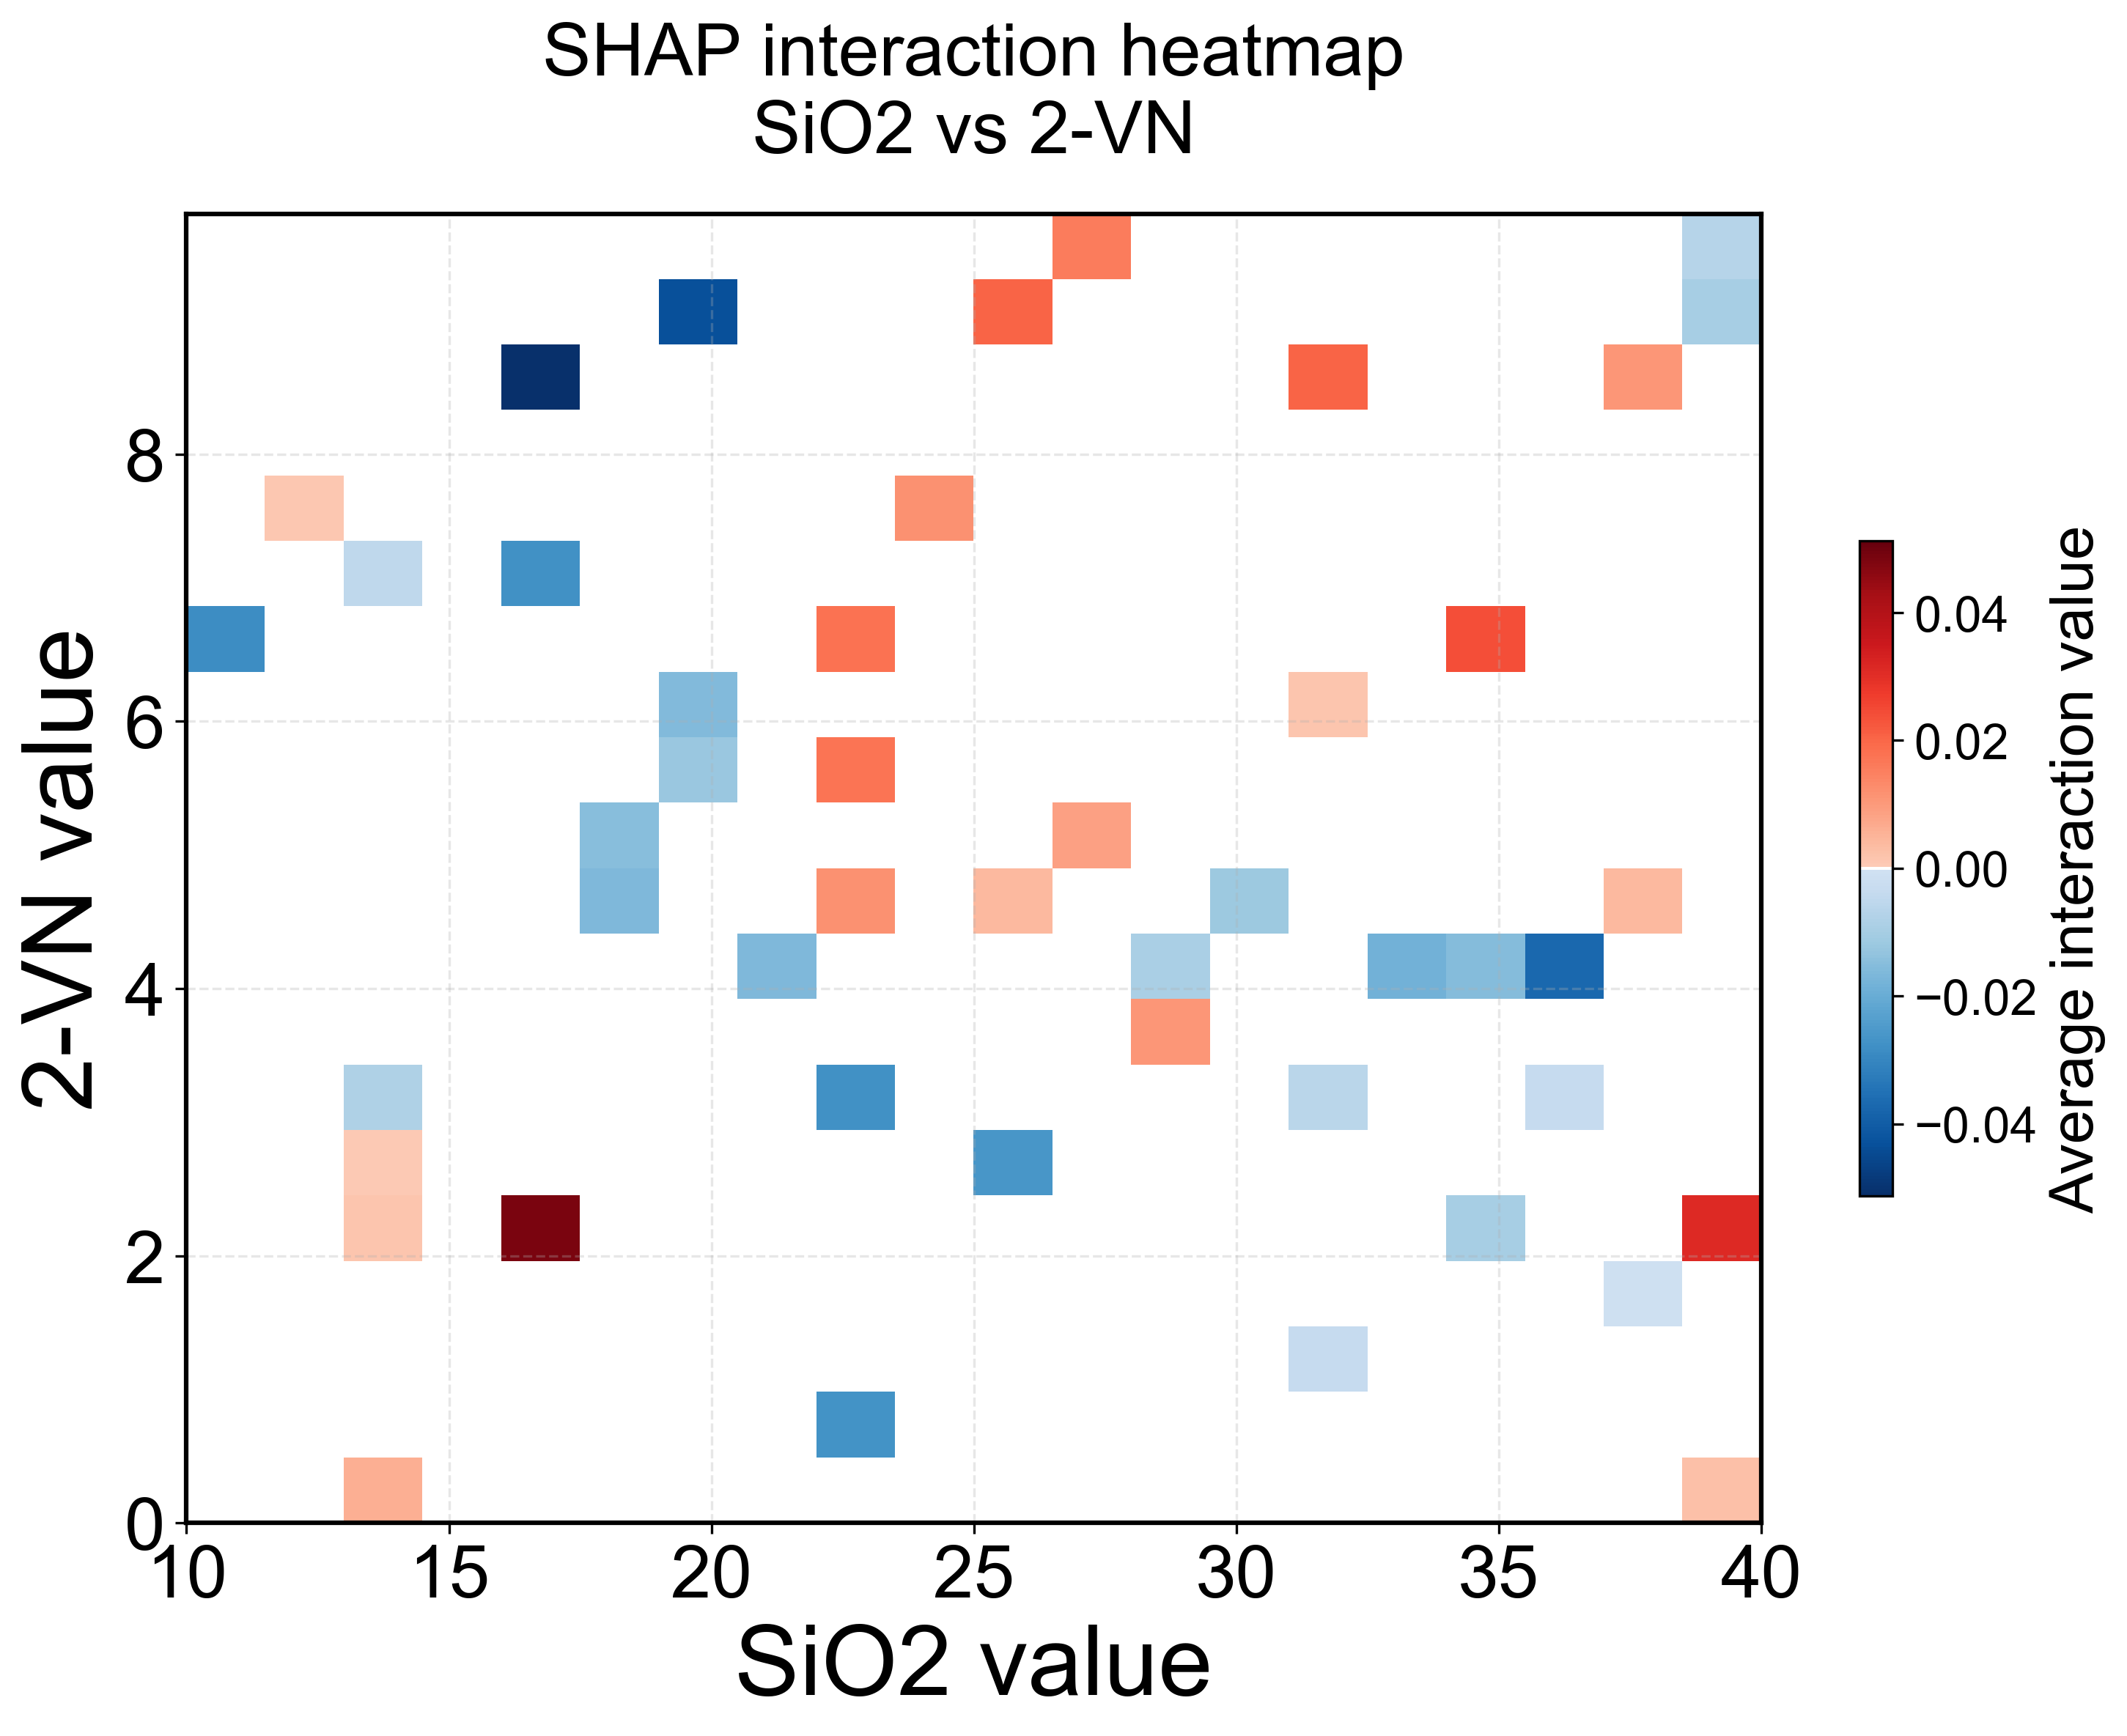 SHAP interaction heatmap
SiO2 vs 2-VN
2-VN value
8
6
4
2
0
10 15 20 25 30 35 40
SiO2 value
0.04
0.02
0.00
−0.02
−0.04
Average interaction value